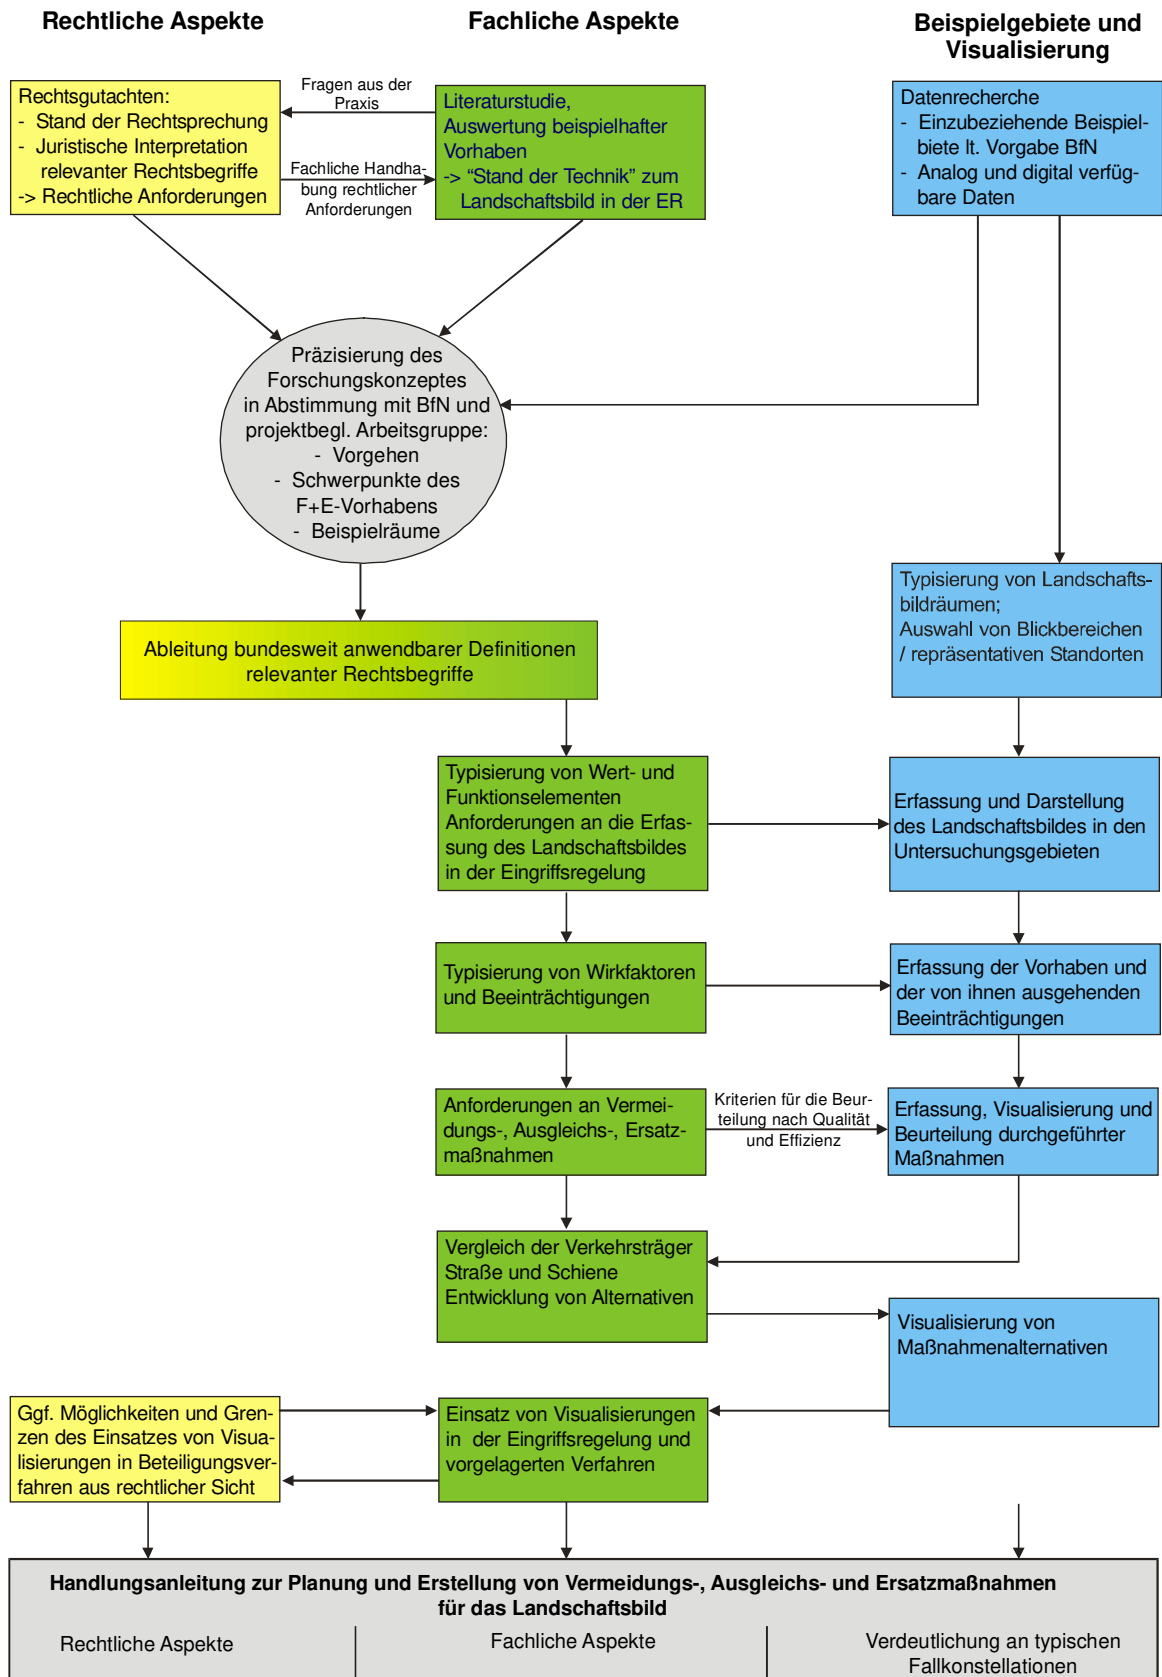 Rechtliche Aspekte
Fachliche Aspekte
Beispielgebiete und
Visualisierung
Rechtsgutachten:
- Stand der Rechtsprechung
- Juristische Interpretation
relevanter Rechtsbegriffe
-> Rechtliche Anforderungen
Fragen aus der
Praxis
Fachliche Handha-
bung rechtlicher
Anforderungen
Literaturstudie,
Auswertung beispielhafter
Vorhaben
-> “Stand der Technik” zum
Landschaftsbild in der ER
Datenrecherche
- Einzubeziehende Beispiel-
biete lt. Vorgabe BfN
- Analog und digital verfüg-
bare Daten
Präzisierung des
Forschungskonzeptes
in Abstimmung mit BfN und
projektbegl. Arbeitsgruppe:
- Vorgehen
- Schwerpunkte des
F+E-Vorhabens
- Beispielräume
Typisierung von Landschafts-
bildräumen;
Auswahl von Blickbereichen
/ repräsentativen Standorten
Ableitung bundesweit anwendbarer Definitionen
relevanter Rechtsbegriffe
Typisierung von Wert- und
Funktionselementen
Anforderungen an die Erfas-
sung des Landschaftsbildes
in der Eingriffsregelung
Erfassung und Darstellung
des Landschaftsbildes in den
Untersuchungsgebieten
Typisierung von Wirkfaktoren
und Beeinträchtigungen
Erfassung der Vorhaben und
der von ihnen ausgehenden
Beeinträchtigungen
Anforderungen an Vermei-
dungs-, Ausgleichs-, Ersatz-
maßnahmen
Kriterien für die Beur-
teilung nach Qualität
und Effizienz
Erfassung, Visualisierung und
Beurteilung durchgeführter
Maßnahmen
Vergleich der Verkehrsträger
Straße und Schiene
Entwicklung von Alternativen
Visualisierung von
Maßnahmenalternativen
Ggf. Möglichkeiten und Gren-
zen des Einsatzes von Visua-
lisierungen in Beteiligungsver-
fahren aus rechtlicher Sicht
Einsatz von Visualisierungen
in der Eingriffsregelung und
vorgelagerten Verfahren
Handlungsanleitung zur Planung und Erstellung von Vermeidungs-, Ausgleichs- und Ersatzmaßnahmen
für das Landschaftsbild
Rechtliche Aspekte
Fachliche Aspekte
Verdeutlichung an typischen
Fallkonstellationen